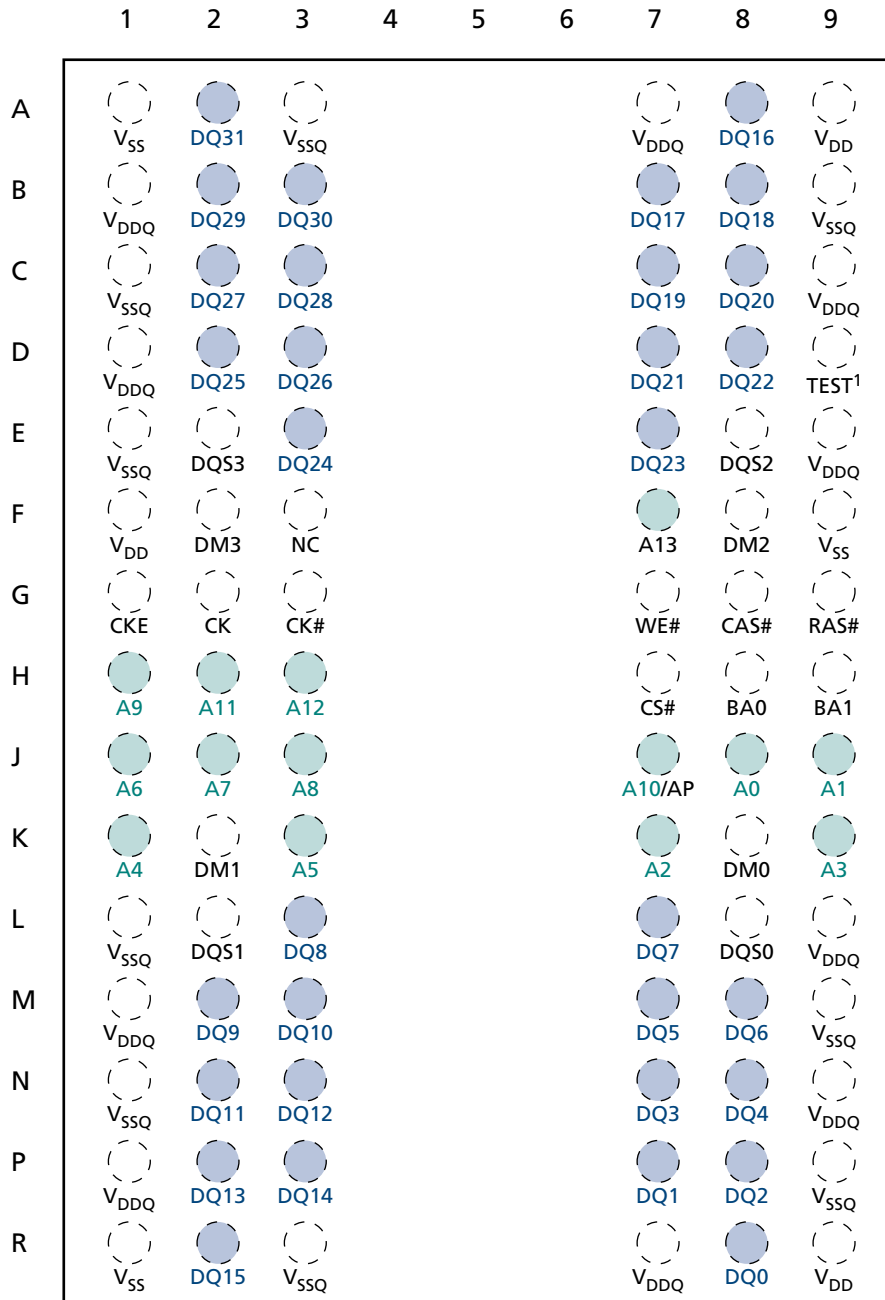 1 2 3 4 5 6 7 8 9
A
VSS DQ31 VSSQ VDDQ DQ16 VDD
B
VDDQ DQ29 DQ30 DQ17 DQ18 VSSQ
C
VSSQ DQ27 DQ28 DQ19 DQ20 VDDQ
D
VDDQ DQ25 DQ26 DQ21 DQ22 TEST1
E
VSSQ DQS3 DQ24 DQ23 DQS2 VDDQ
F
VDD DM3 NC A13 DM2 VSS
G
CKE CK CK# WE# CAS# RAS#
H
A9 A11 A12 CS# BA0 BA1
J
A6 A7 A8 A10/AP A0 A1
K
A4 DM1 A5 A2 DM0 A3
L
VSSQ DQS1 DQ8 DQ7 DQS0 VDDQ
M
VDDQ DQ9 DQ10 DQ5 DQ6 VSSQ
N
VSSQ DQ11 DQ12 DQ3 DQ4 VDDQ
P
VDDQ DQ13 DQ14 DQ1 DQ2 VSSQ
R
VSS DQ15 VSSQ VDDQ DQ0 VDD